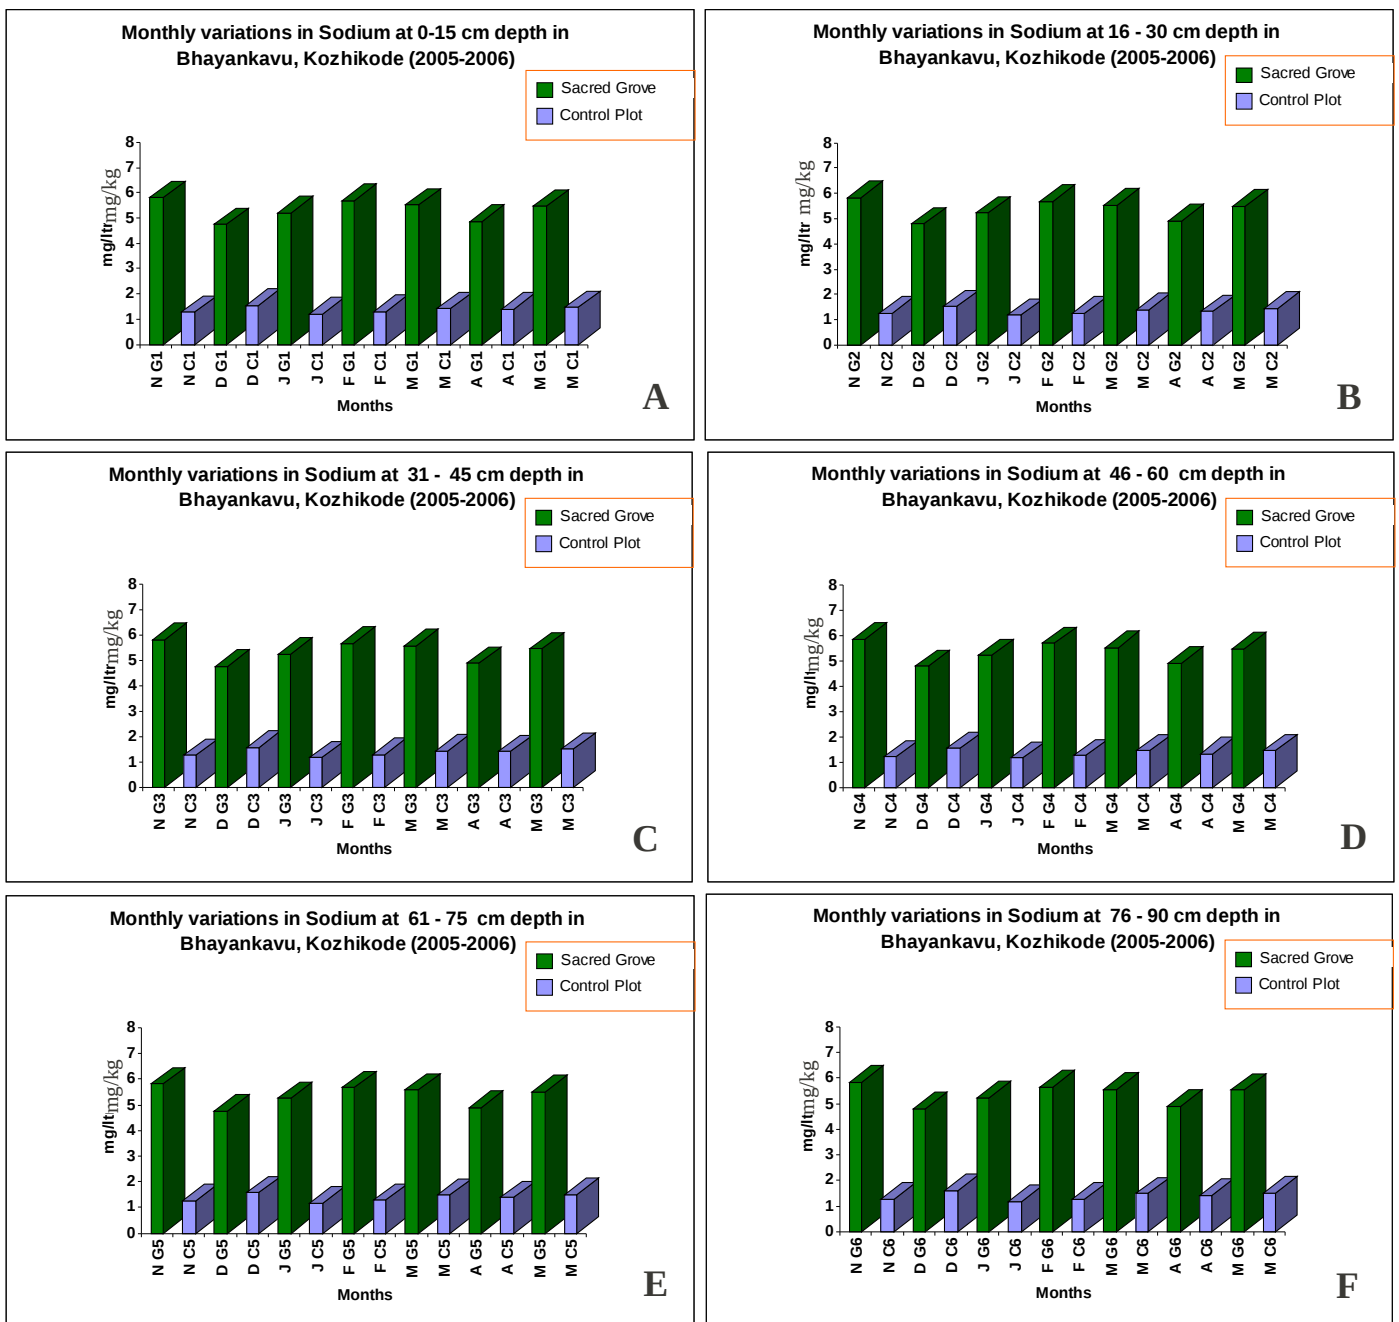 Monthly variations in Sodium at 0-15 cm depth in
Bhayankavu, Kozhikode (2005-2006)
Sacred Grove
Control Plot
8
7
6
5
4
3
2
1
0
mg/ltrmg/kg
N G1
N C1
D G1
D C1
J G1
J C1
F G1
F C1
M G1
M C1
A G1
A C1
M G1
M C1
Months
A
Monthly variations in Sodium at 16 - 30 cm depth in
Bhayankavu, Kozhikode (2005-2006)
Sacred Grove
Control Plot
8
7
6
5
4
3
2
1
0
mg/ltr mg/kg
N G2
N C2
D G2
D C2
J G2
J C2
F G2
F C2
M G2
M C2
A G2
A C2
M G2
M C2
Months
B
Monthly variations in Sodium at 31 - 45 cm depth in
Bhayankavu, Kozhikode (2005-2006)
Sacred Grove
Control Plot
8
7
6
5
4
3
2
1
0
mg/ltrmg/kg
N G3
N C3
D G3
D C3
J G3
J C3
F G3
F C3
M G3
M C3
A G3
A C3
M G3
M C3
Months
C
Monthly variations in Sodium at 46 - 60 cm depth in
Bhayankavu, Kozhikode (2005-2006)
Sacred Grove
Control Plot
8
7
6
5
4
3
2
1
0
mg/ltmg/kg
N G4
N C4
D G4
D C4
J G4
J C4
F G4
F C4
M G4
M C4
A G4
A C4
M G4
M C4
Months
D
Monthly variations in Sodium at 61 - 75 cm depth in
Bhayankavu, Kozhikode (2005-2006)
Sacred Grove
Control Plot
8
7
6
5
4
3
2
1
0
mg/ltmg/kg
N G5
N C5
D G5
D C5
J G5
J C5
F G5
F C5
M G5
M C5
A G5
A C5
M G5
M C5
Months
E
Monthly variations in Sodium at 76 - 90 cm depth in
Bhayankavu, Kozhikode (2005-2006)
Sacred Grove
Control Plot
8
7
6
5
4
3
2
1
0
mg/ltmg/kg
N G6
N C6
D G6
D C6
J G6
J C6
F G6
F C6
M G6
M C6
A G6
A C6
M G6
M C6
Months
F